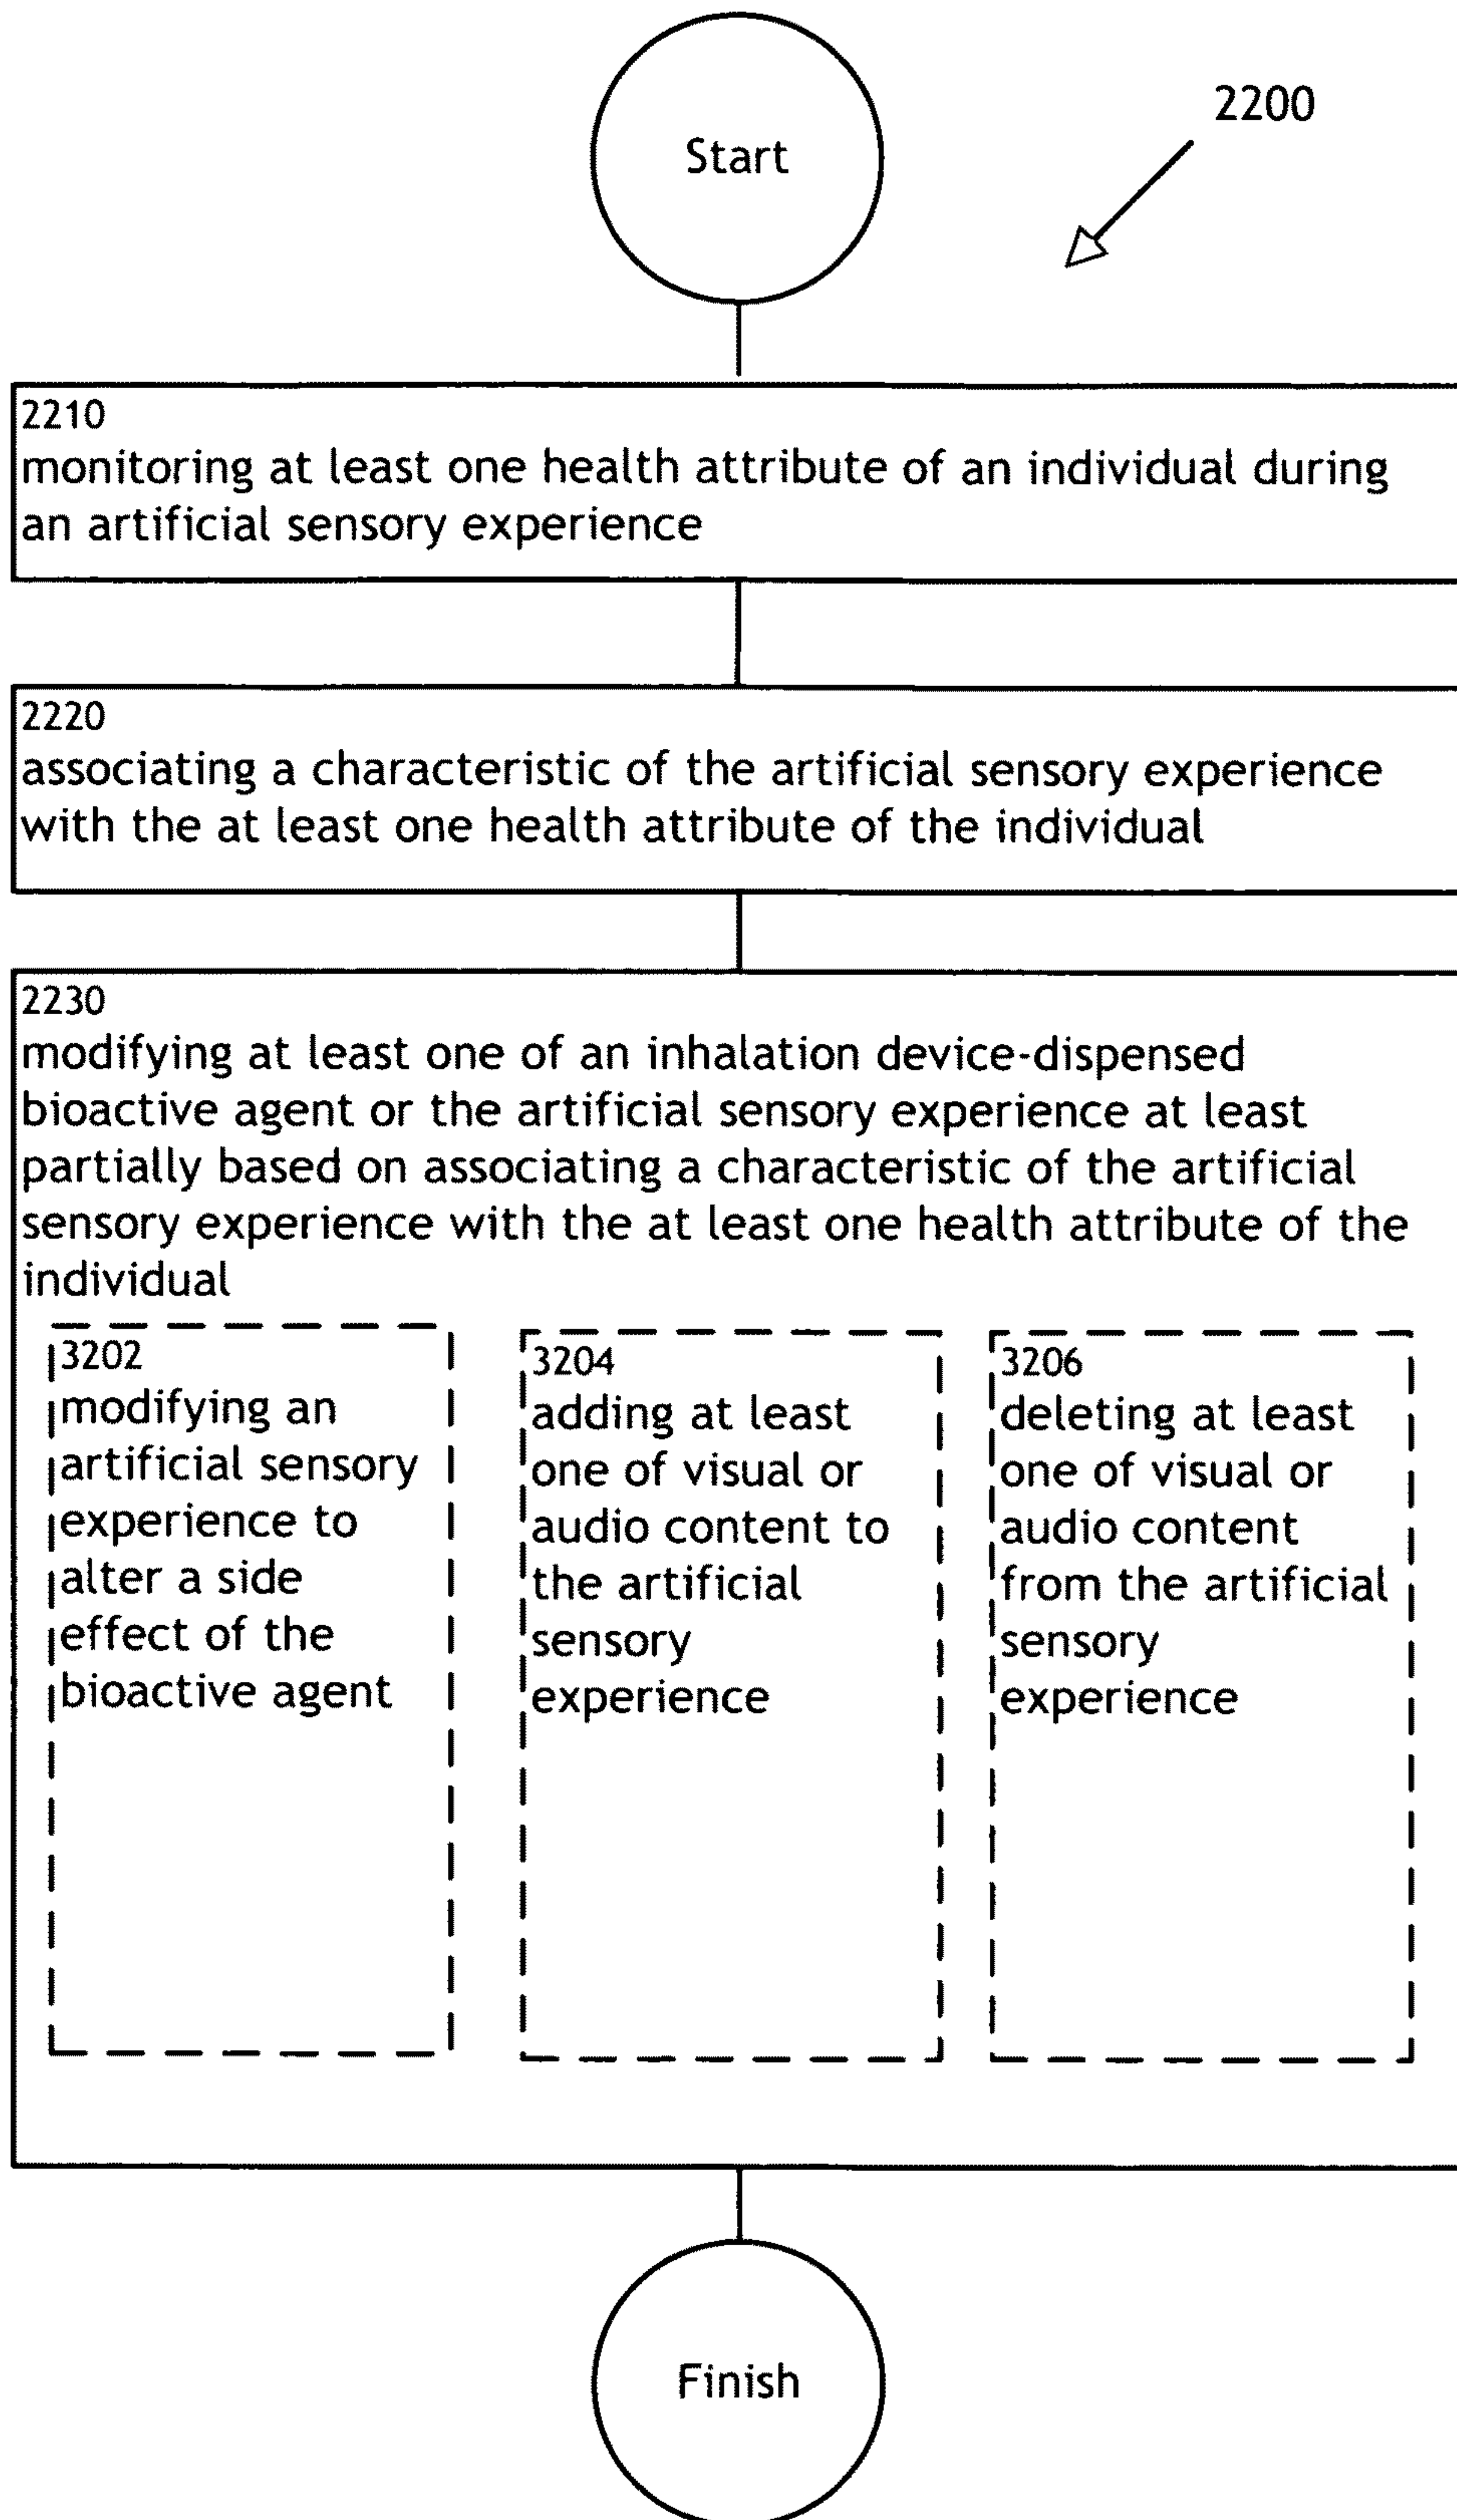 Start
2200
2210
monitoring at least one health attribute of an individual during
an artificial sensory experience
2220
associating a characteristic of the artificial sensory experience
with the at least one health attribute of the individual
2230
modifying at least one of an inhalation device-dispensed
bioactive agent or the artificial sensory experience at least
partially based on associating a characteristic of the artificial
sensory experience with the at least one health attribute of the
individual
3202
modifying an
artificial sensory
experience to
alter a side
effect of the
bioactive agent
3204
adding at least
one of visual or
audio content to
the artificial
sensory
experience
3206
deleting at least
one of visual or
audio content
from the artificial
sensory
experience
Finish